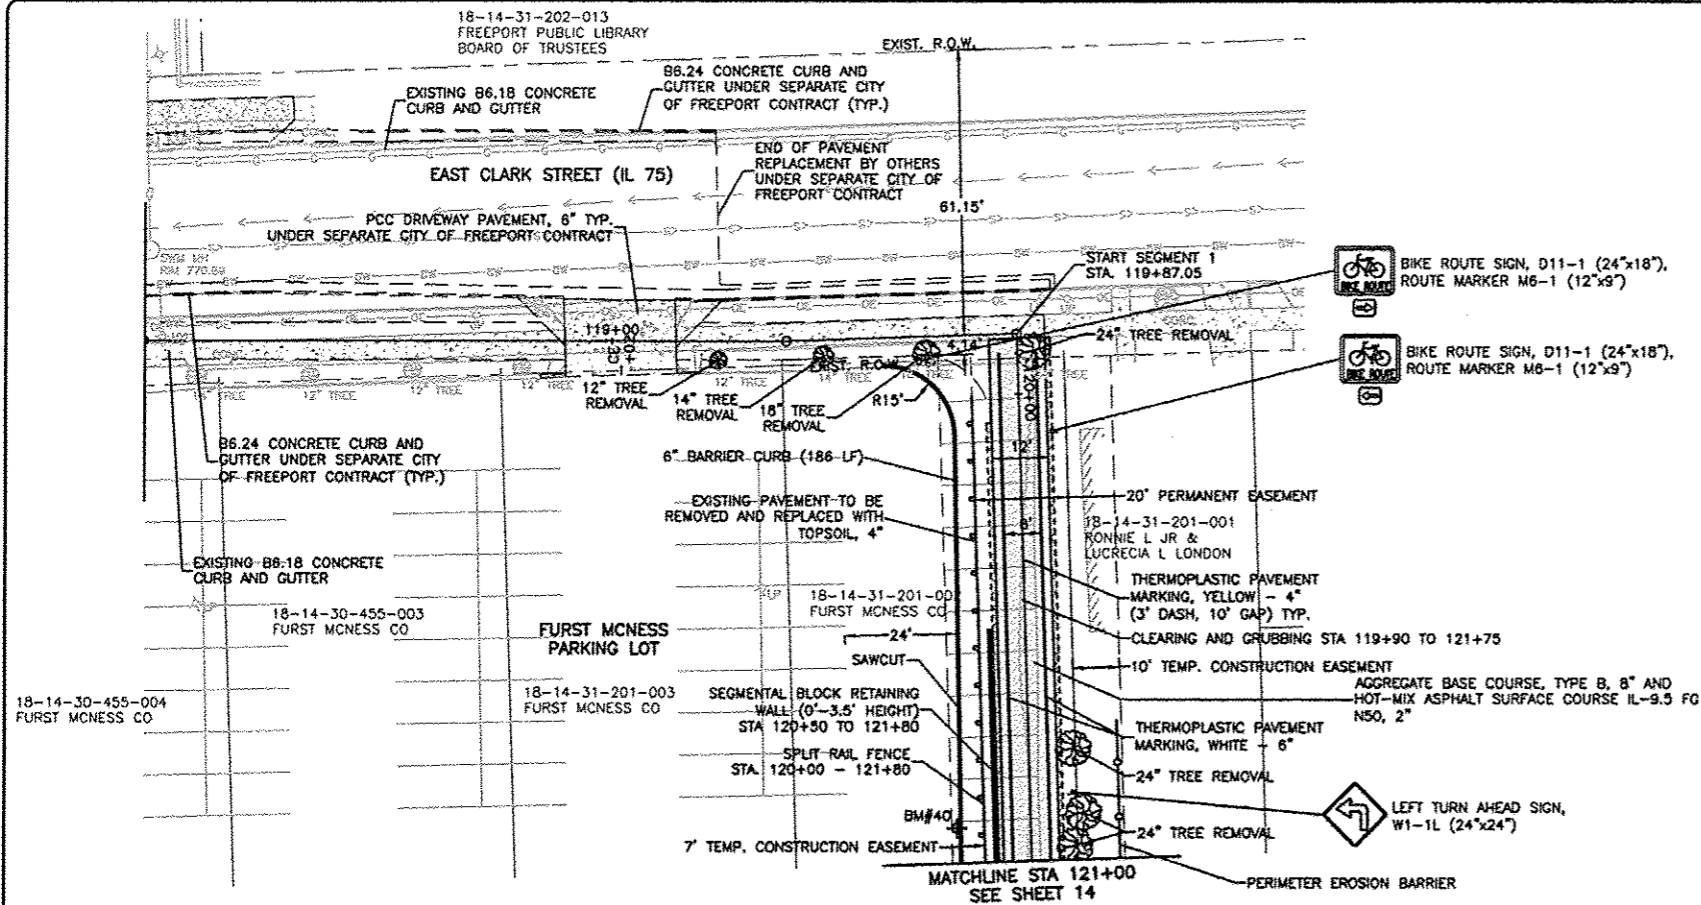 18-14-31-202-013
FREEPORT PUBLIC LIBRARY
BOARD OF TRUSTEES
EXIST. R.O.W.
B6.24 CONCRETE CURB AND
GUTTER UNDER SEPARATE CITY
OF FREEPORT CONTRACT (TYP.)
EXISTING B6.18 CONCRETE
CURB AND GUTTER
END OF PAVEMENT
REPLACEMENT BY OTHERS
UNDER SEPARATE CITY OF
FREEPORT CONTRACT
EAST CLARK STREET (IL 75)
61.15'
PCC DRIVEWAY PAVEMENT, 6" TYP.
UNDER SEPARATE CITY OF FREEPORT CONTRACT
RIM 770.69
START SEGMENT 1
STA. 119+87.05
BIKE ROUTE
BIKE ROUTE SIGN, D11-1 (24"x18"),
ROUTE MARKER M6-1 (12"x9")
BIKE ROUTE
BIKE ROUTE SIGN, D11-1 (24"x18"),
ROUTE MARKER M6-1 (12"x9")
119+00
4.14'
24" TREE REMOVAL
EXIST. R.O.W.
12" TREE
12" TREE
12" TREE
REMOVAL
12" TREE
14" TREE
REMOVAL
18" TREE
REMOVAL
R15'
120+00
12'
B6.24 CONCRETE CURB AND
GUTTER UNDER SEPARATE CITY
OF FREEPORT CONTRACT (TYP.)
6" BARRIER CURB (186 LF)
20' PERMANENT EASEMENT
EXISTING PAVEMENT TO BE
REMOVED AND REPLACED WITH
TOPSOIL, 4"
8'
18-14-31-201-001
RONNIE L JR &
LUCRECIA L LONDON
EXISTING B6.18 CONCRETE
CURB AND GUTTER
THERMOPLASTIC PAVEMENT
MARKING, YELLOW - 4"
(3' DASH, 10' GAP) TYP.
18-14-31-201-00
FURST MCNESS CO
18-14-30-455-003
FURST MCNESS CO
FURST MCNESS
PARKING LOT
24'
CLEARING AND GRUBBING STA 119+90 TO 121+75
SAWCUT
10' TEMP. CONSTRUCTION EASEMENT
AGGREGATE BASE COURSE, TYPE B, 8" AND
HOT-MIX ASPHALT SURFACE COURSE IL-9.5 FG
N50, 2"
18-14-30-455-004
FURST MCNESS CO
18-14-31-201-003
FURST MCNESS CO
SEGMENTAL BLOCK RETAINING
WALL (0'-3.5' HEIGHT)
STA 120+50 TO 121+80
THERMOPLASTIC PAVEMENT
MARKING, WHITE - 6"
SPLIT RAIL FENCE
STA. 120+00 - 121+80
24" TREE REMOVAL
BM#40
LEFT TURN AHEAD SIGN,
W1-1L (24"x24")
24" TREE REMOVAL
7' TEMP. CONSTRUCTION EASEMENT
MATCHLINE STA 121+00
SEE SHEET 14
PERIMETER EROSION BARRIER